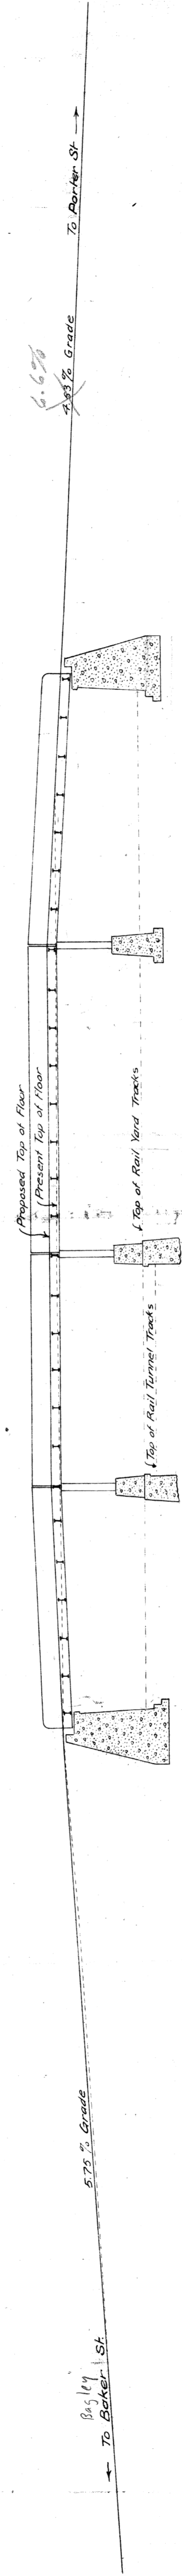 Bagley
← To Baker St.
5.75 % Grade
Proposed Top of Floor
Present Top of Floor
Top of Rail Tunnel Tracks
Top of Rail Yard Tracks
6.6%
4.53% Grade
To Porter St →